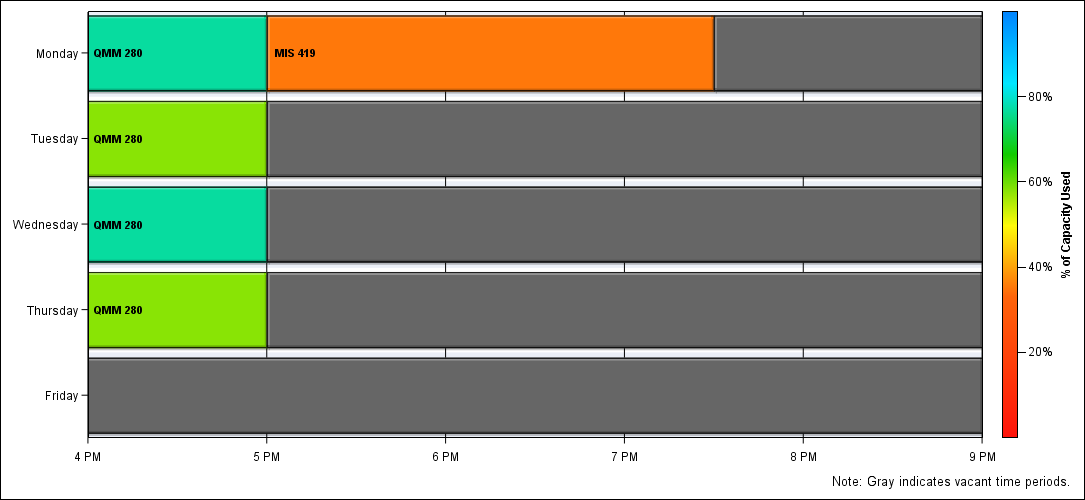 Monday
QMM 280
MIS 419
Tuesday
QMM 280
Wednesday
QMM 280
Thursday
QMM 280
Friday
4 PM
5 PM
6 PM
7 PM
8 PM
9 PM
80%
60%
40%
20%
% of Capacity Used
Note: Gray indicates vacant time periods.